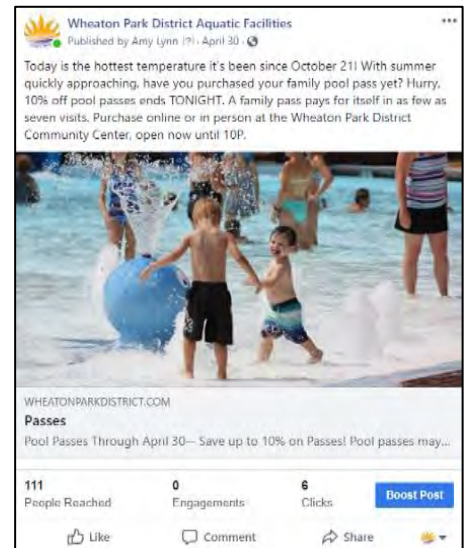 Wheaton Park District Aquatic Facilities
Published by Amy Lynn [?] · April 30 ·
Today is the hottest temperature it's been since October 21! With summer
quickly approaching, have you purchased your family pool pass yet? Hurry,
10% off pool passes ends TONIGHT. A family pass pays for itself in as few as
seven visits. Purchase online or in person at the Wheaton Park District
Community Center, open now until 10P.
WHEATONPARKDISTRICT.COM
Passes
Pool Passes Through April 30— Save up to 10% on Passes! Pool passes may...
111 0 6
People Reached Engagements Clicks Boost Post
Like Comment Share